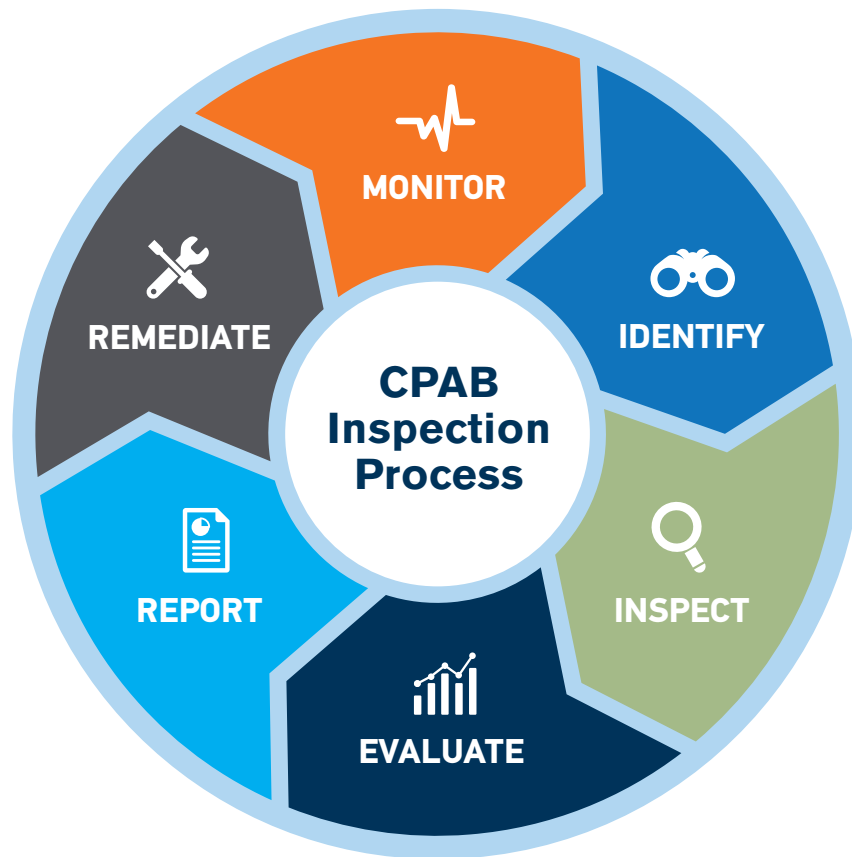 MONITOR
IDENTIFY
INSPECT
EVALUATE
REPORT
REMEDIATE
CPAB
Inspection
Process